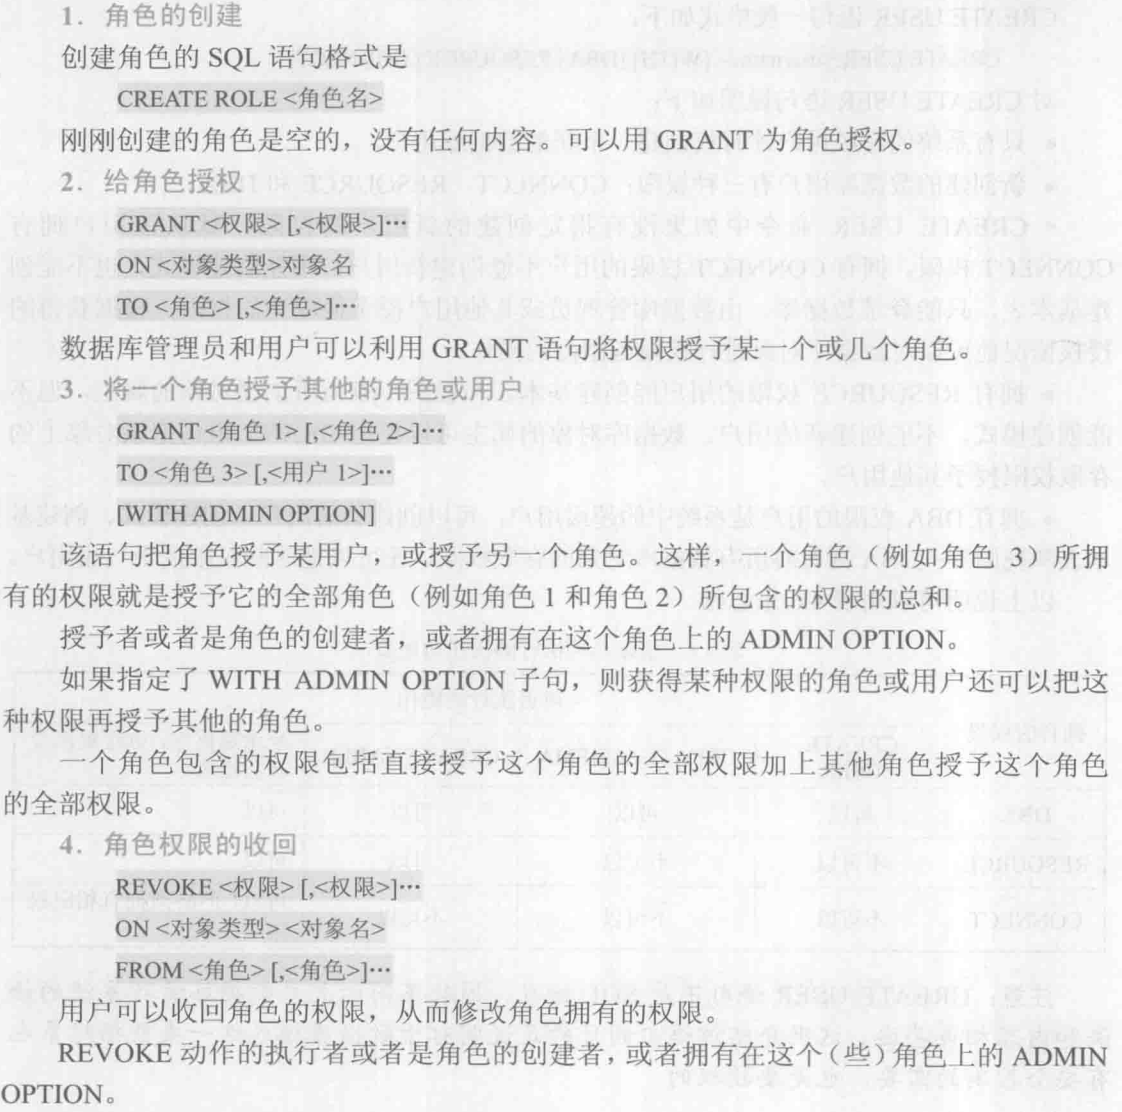 1．角色的创建
创建角色的 SQL 语句格式是
CREATE ROLE <角色名>
刚刚创建的角色是空的，没有任何内容。可以用 GRANT 为角色授权。
2．给角色授权
GRANT <权限> [,<权限>]…
ON <对象类型>对象名
TO <角色> [,<角色>]…
数据库管理员和用户可以利用 GRANT 语句将权限授予某一个或几个角色。
3．将一个角色授予其他的角色或用户
GRANT <角色 1> [,<角色 2>]…
TO <角色 3> [,<用户 1>]…
[WITH ADMIN OPTION]
该语句把角色授予某用户，或授予另一个角色。这样，一个角色（例如角色 3）所拥
有的权限就是授予它的全部角色（例如角色 1 和角色 2）所包含的权限的总和。
授予者或者是角色的创建者，或者拥有在这个角色上的 ADMIN OPTION。
如果指定了 WITH ADMIN OPTION 子句，则获得某种权限的角色或用户还可以把这
种权限再授予其他的角色。
一个角色包含的权限包括直接授予这个角色的全部权限加上其他角色授予这个角色
的全部权限。
4．角色权限的收回
REVOKE <权限> [,<权限>]…
ON <对象类型> <对象名>
FROM <角色> [,<角色>]…
用户可以收回角色的权限，从而修改角色拥有的权限。
REVOKE 动作的执行者或者是角色的创建者，或者拥有在这个（些）角色上的 ADMIN
OPTION。